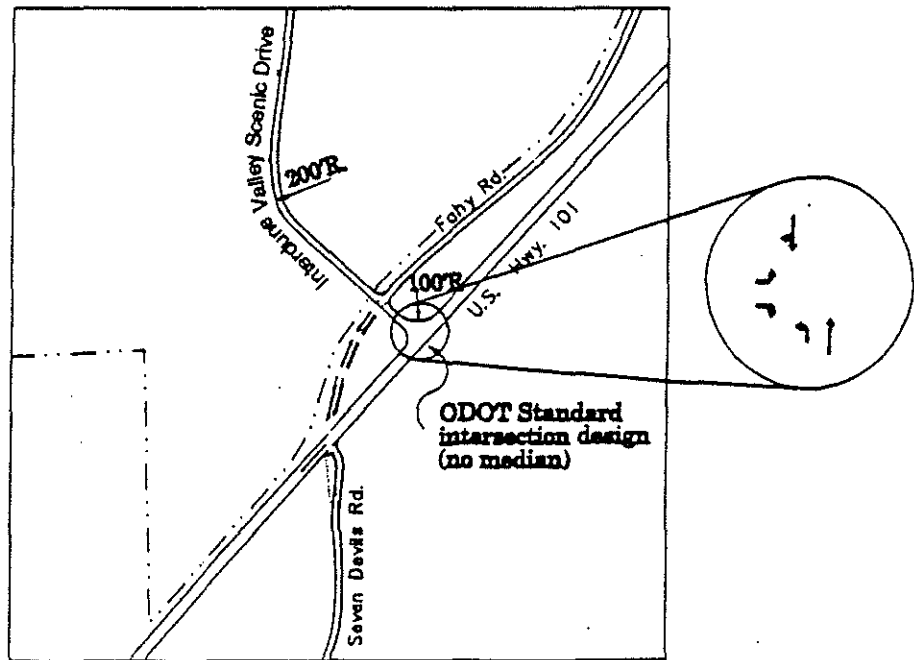 Interdune Valley Scenic Drive
200'R.
Fahy Rd.
100'R
U.S. Hwy. 101
ODOT Standard
intersection design
(no median)
Seven Devils Rd.